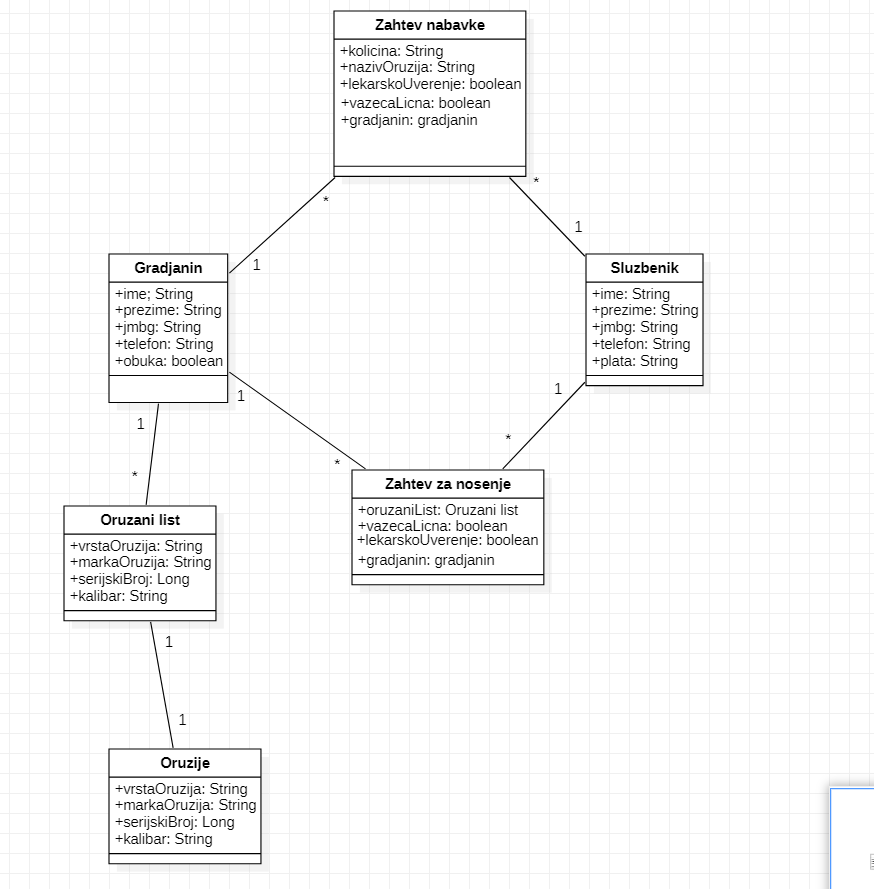 Zahtev nabavke
+kolicina: String
+nazivOruzija: String
+lekarskoUverenje: boolean
+vazecaLicna: boolean
+gradjanin: gradjanin
*
*
1
1
Gradjanin
+ime; String
+prezime: String
+jmbg: String
+telefon: String
+obuka: boolean
Sluzbenik
+ime: String
+prezime: String
+jmbg: String
+telefon: String
+plata: String
1
1
1
*
*
*
Zahtev za nosenje
+oruzaniList: Oruzani list
+vazecaLicna: boolean
+lekarskoUverenje: boolean
+gradjanin: gradjanin
Oruzani list
+vrstaOruzija: String
+markaOruzija: String
+serijskiBroj: Long
+kalibar: String
1
1
Oruzije
+vrstaOruzija: String
+markaOruzija: String
+serijskiBroj: Long
+kalibar: String